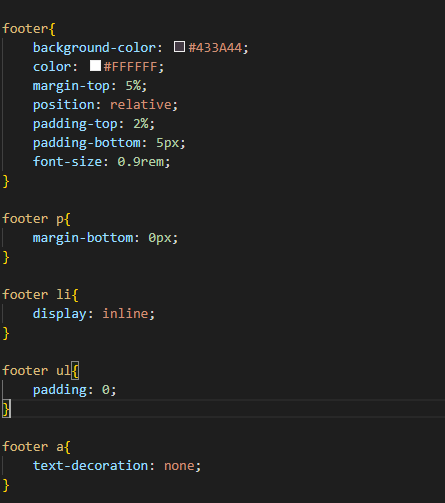 footer{
background-color: #433A44;
color: #FFFFFF;
margin-top: 5%;
position: relative;
padding-top: 2%;
padding-bottom: 5px;
font-size: 0.9rem;
}
footer p{
margin-bottom: 0px;
}
footer li{
display: inline;
}
footer ul{
padding: 0;
}
footer a{
text-decoration: none;
}